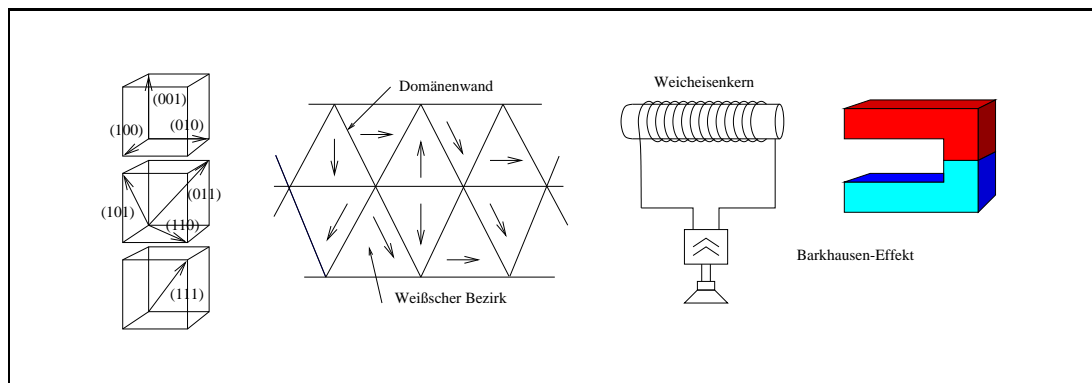 (001)
(100)
(010)
(011)
(101)
(110)
(111)
Domänenwand
Weißscher Bezirk
Weicheisenkern
Barkhausen-Effekt